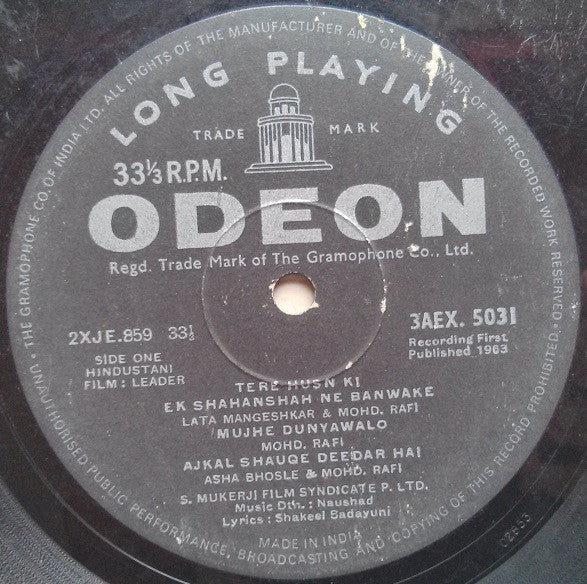 THE GRAMOPHONE CO. OF INDIA LTD. ALL RIGHTS OF THE MANUFACTURER AND OF THE OWNER OF THE RECORDED WORK RESERVED.
UNAUTHORISED PUBLIC PERFORMANCE, BROADCASTING AND COPYING OF THIS RECORD PROHIBITED.
LONG PLAYING
TRADE MARK
33⅓ R.P.M.
ODEON
Regd. Trade Mark of The Gramophone Co., Ltd.
2XJE.859 33⅓
3AEX. 5031
SIDE ONE
HINDUSTANI
FILM : LEADER
Recording First
Published 1963
TERE HUSN KI
EK SHAHANSHAH NE BANWAKE
LATA MANGESHKAR & MOHD. RAFI
MUJHE DUNYAWALO
MOHD. RAFI
AJKAL SHAUQE DEEDAR HAI
ASHA BHOSLE & MOHD. RAFI
S. MUKERJI FILM SYNDICATE P. LTD.
Music Dtn. : Naushad
Lyrics : Shakeel Badayuni
MADE IN INDIA